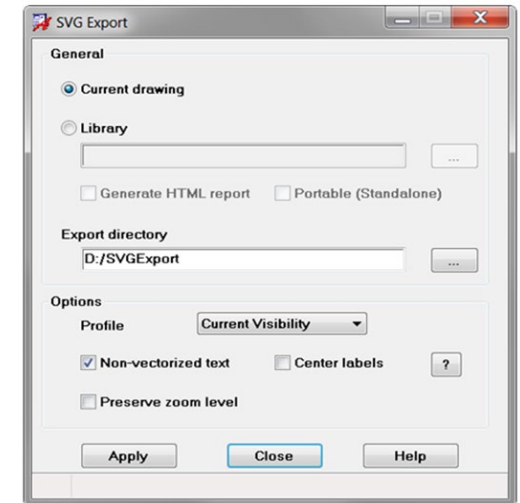 SVG Export
General
Current drawing
Library
...
Generate HTML report Portable (Standalone)
Export directory
D:/SVGExport ...
Options
Profile Current Visibility
Non-vectorized text Center labels ?
Preserve zoom level
Apply Close Help